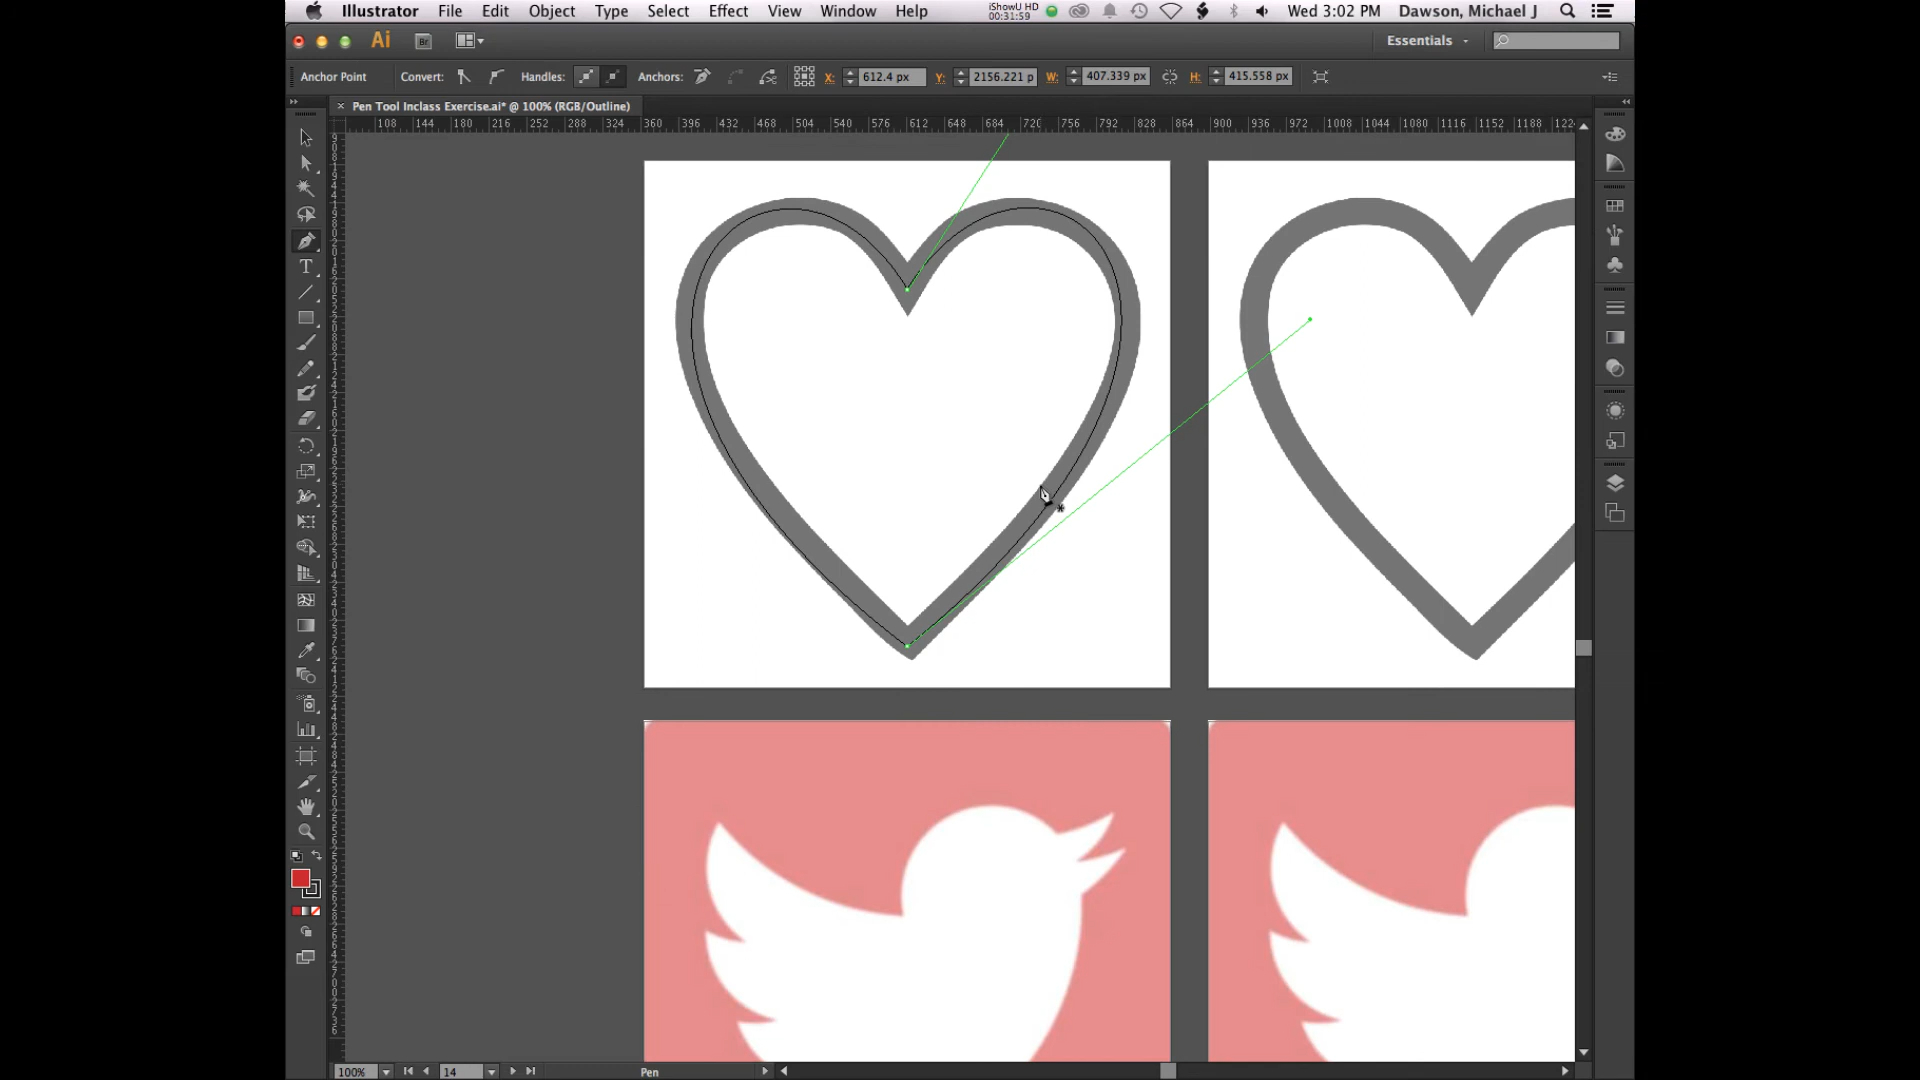 Illustrator File Edit Object Type Select Effect View Window Help iShowU HD 00:31:59 Wed 3:02 PM Dawson, Michael J
Ai Br Essentials
Anchor Point Convert: Handles: Anchors: X: 612.4 px Y: 2156.221 p W: 407.339 px H: 415.558 px
Pen Tool Inclass Exercise.ai* @ 100% (RGB/Outline)
108 144 180 216 252 288 324 360 396 432 468 504 540 576 612 648 684 720 756 792 828 864 900 936 972 1008 1044 1080 1116 1152 1188 122
T
100% 14 Pen